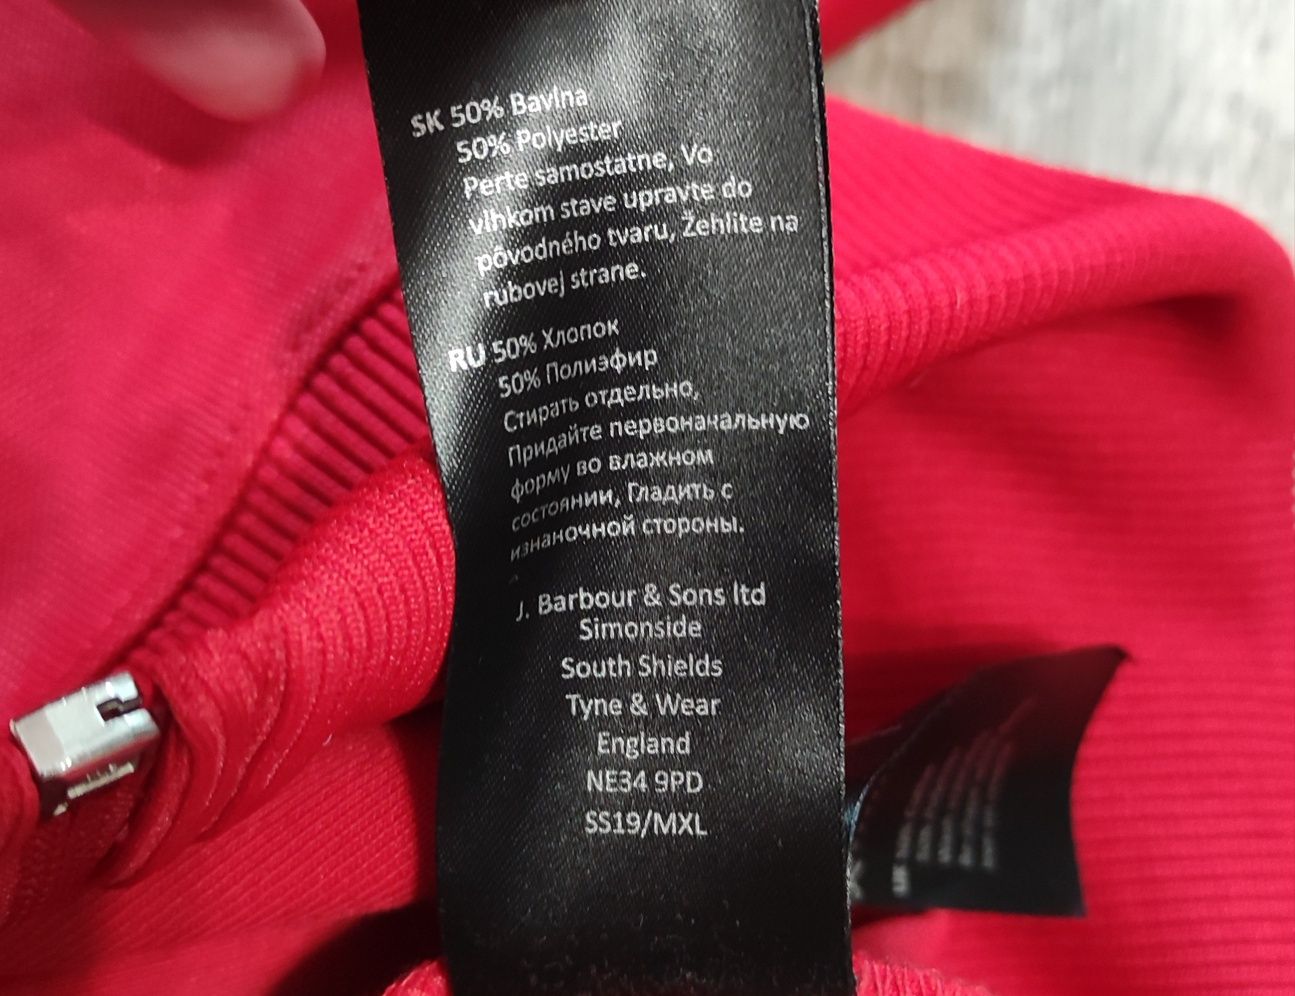 SK 50% Bavlna
50% Polyester
Perte samostatne, Vo
vlhkom stave upravte do
pôvodného tvaru, Žehlite na
rubovej strane.
RU 50% Хлопок
50% Полиэфир
Стирать отдельно,
Придайте первоначальную
форму во влажном
состоянии, Гладить с
изнаночной стороны.
J. Barbour & Sons ltd
Simonside
South Shields
Tyne & Wear
England
NE34 9PD
SS19/MXL